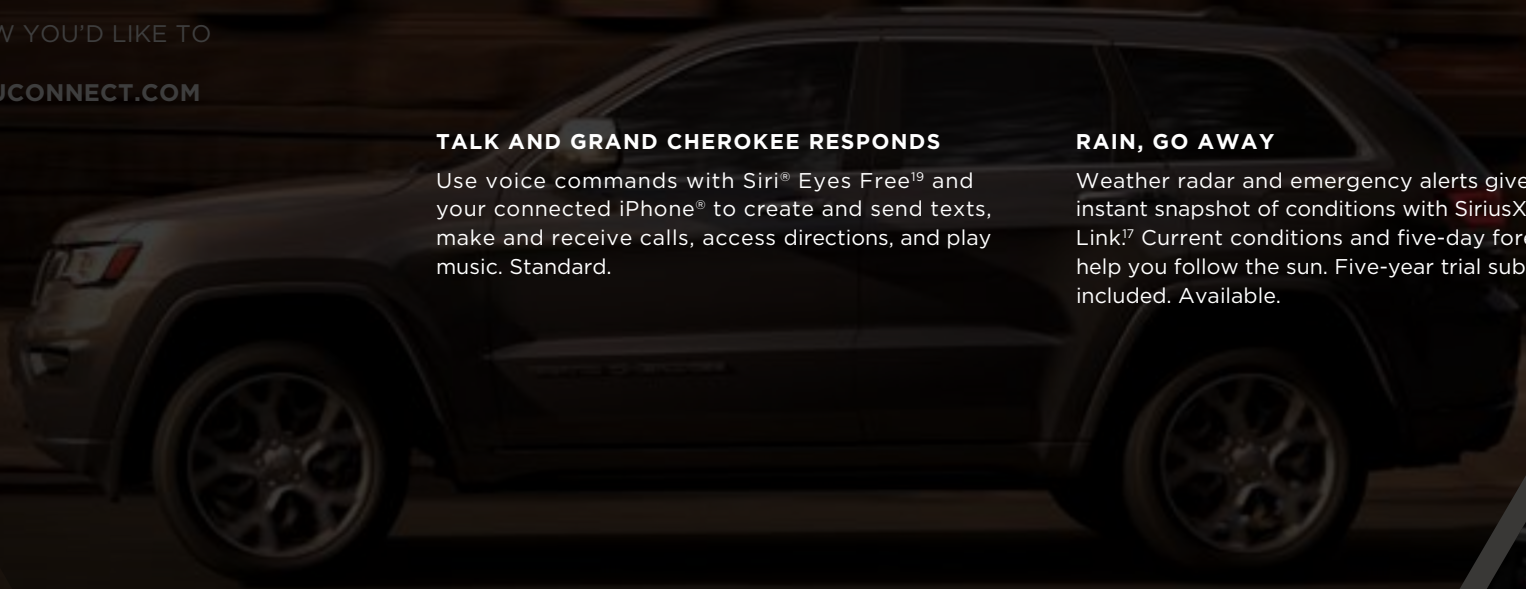 YOU'D LIKE TO
UCONNECT.COM
TALK AND GRAND CHEROKEE RESPONDS
Use voice commands with Siri® Eyes Free¹⁹ and
your connected iPhone® to create and send texts,
make and receive calls, access directions, and play
music. Standard.
RAIN, GO AWAY
Weather radar and emergency alerts give
instant snapshot of conditions with SiriusX
Link.¹⁷ Current conditions and five-day for
help you follow the sun. Five-year trial sub
included. Available.